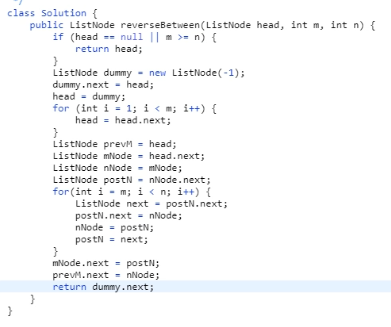 */
class Solution {
    public ListNode reverseBetween(ListNode head, int m, int n) {
        if (head == null || m >= n) {
            return head;
        }
        ListNode dummy = new ListNode(-1);
        dummy.next = head;
        head = dummy;
        for (int i = 1; i < m; i++) {
            head = head.next;
        }
        ListNode prevM = head;
        ListNode mNode = head.next;
        ListNode nNode = mNode;
        ListNode postN = nNode.next;
        for(int i = m; i < n; i++) {
            ListNode next = postN.next;
            postN.next = nNode;
            nNode = postN;
            postN = next;
        }
        mNode.next = postN;
        prevM.next = nNode;
        return dummy.next;
    }
}